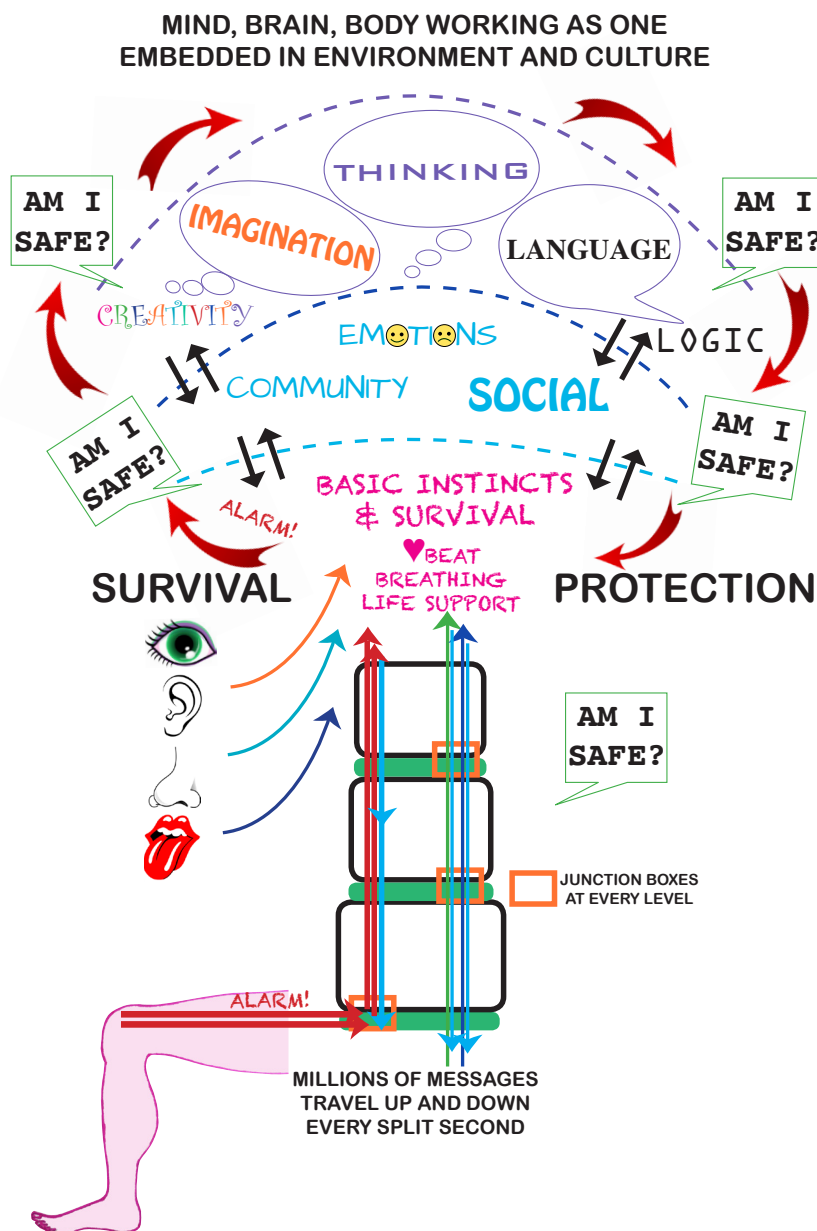 MIND, BRAIN, BODY WORKING AS ONE
EMBEDDED IN ENVIRONMENT AND CULTURE
THINKING
AM I
SAFE?
AM I
SAFE?
IMAGINATION
LANGUAGE
CREATIVITY
EMOTIONS
LOGIC
COMMUNITY
SOCIAL
AM I
SAFE?
AM I
SAFE?
BASIC INSTINCTS
& SURVIVAL
ALARM!
♥BEAT
BREATHING
LIFE SUPPORT
SURVIVAL
PROTECTION
AM I
SAFE?
JUNCTION BOXES
AT EVERY LEVEL
ALARM!
MILLIONS OF MESSAGES
TRAVEL UP AND DOWN
EVERY SPLIT SECOND